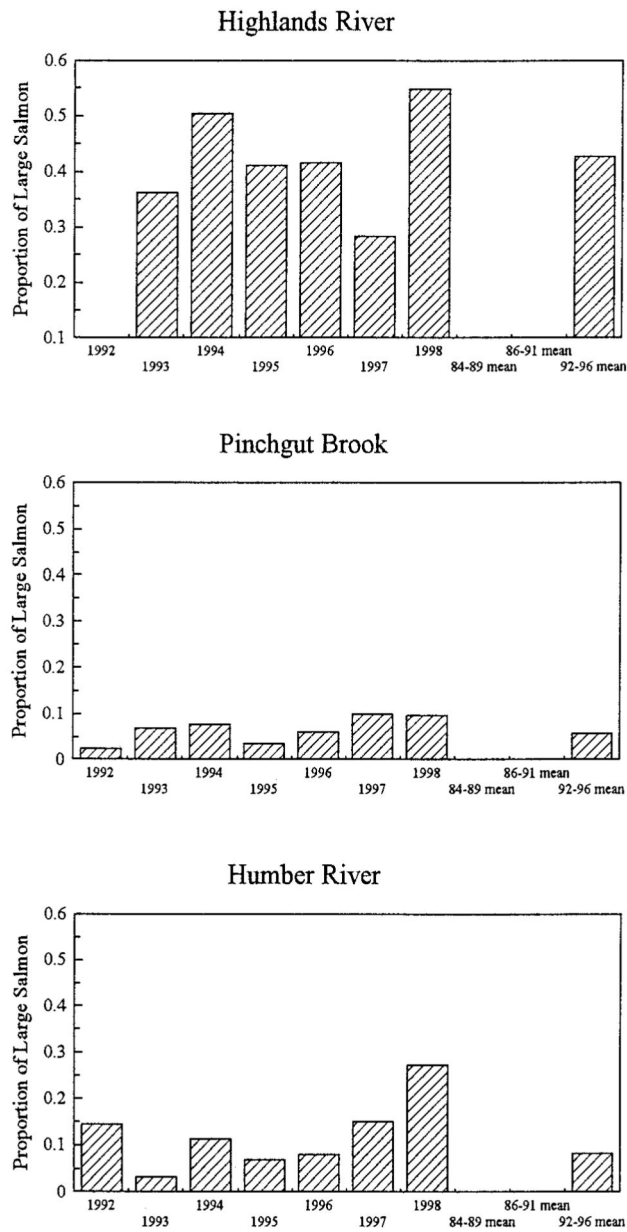 Highlands River
Proportion of Large Salmon
0.6
0.5
0.4
0.3
0.2
0.1
1992
1993
1994
1995
1996
1997
1998
84-89 mean
86-91 mean
92-96 mean
Pinchgut Brook
Proportion of Large Salmon
0.6
0.5
0.4
0.3
0.2
0.1
0
1992
1993
1994
1995
1996
1997
1998
84-89 mean
86-91 mean
92-96 mean
Humber River
Proportion of Large Salmon
0.6
0.5
0.4
0.3
0.2
0.1
0
1992
1993
1994
1995
1996
1997
1998
84-89 mean
86-91 mean
92-96 mean